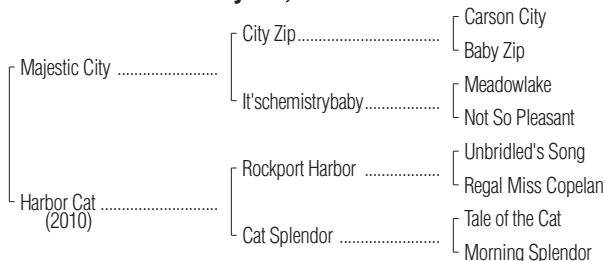 Carson City
City Zip
Baby Zip
Majestic City
Meadowlake
It'schemistrybaby
Not So Pleasant
Unbridled's Song
Rockport Harbor
Regal Miss Copelan
Harbor Cat
(2010)
Tale of the Cat
Cat Splendor
Morning Splendor